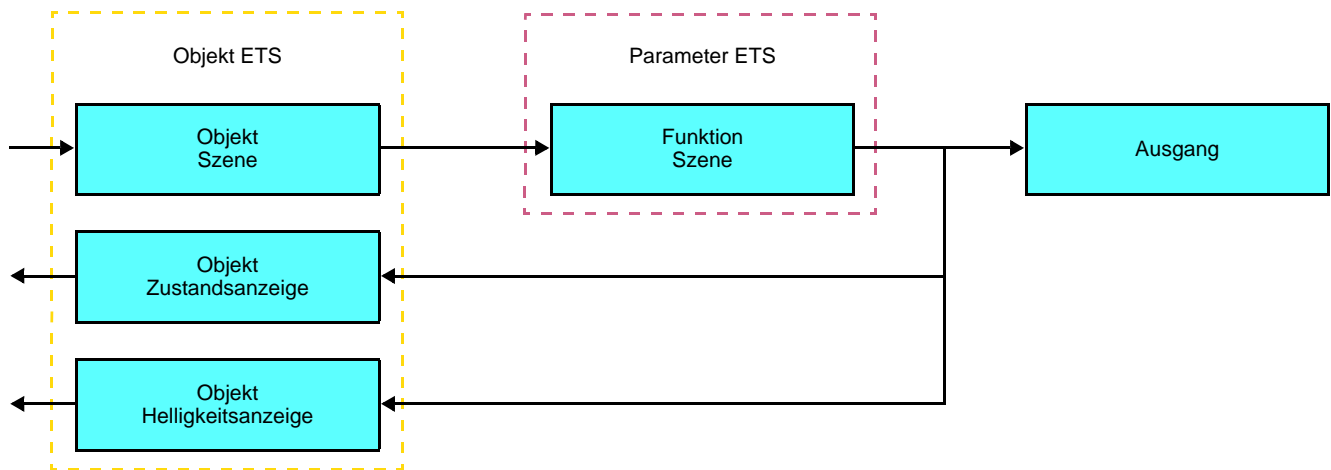 Objekt ETS
Parameter ETS
Objekt
Szene
Funktion
Szene
Ausgang
Objekt
Zustandsanzeige
Objekt
Helligkeitsanzeige